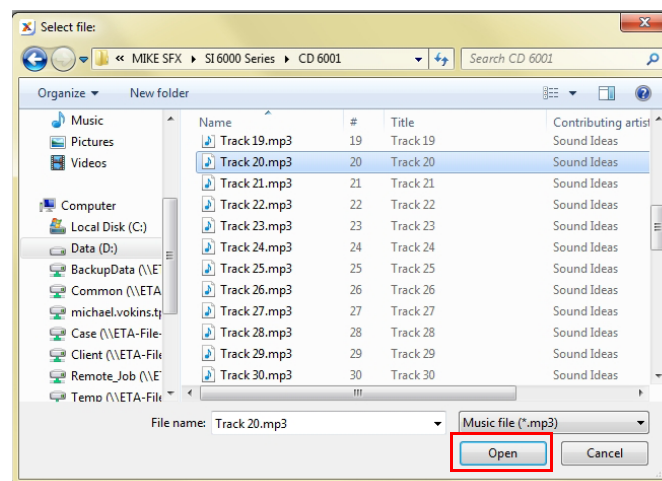 Select file:
« MIKE SFX ▸ SI 6000 Series ▸ CD 6001
Search CD 6001
Organize
New folder
Name # Title Contributing artist
Music
Pictures
Videos
Computer
Local Disk (C:)
Data (D:)
BackupData (\\E
Common (\\ETA
michael.vokins.tp
Case (\\ETA-File-
Client (\\ETA-File
Remote_Job (\\E
Temp (\\ETA-File
Track 19.mp3 19 Track 19 Sound Ideas
Track 20.mp3 20 Track 20 Sound Ideas
Track 21.mp3 21 Track 21 Sound Ideas
Track 22.mp3 22 Track 22 Sound Ideas
Track 23.mp3 23 Track 23 Sound Ideas
Track 24.mp3 24 Track 24 Sound Ideas
Track 25.mp3 25 Track 25 Sound Ideas
Track 26.mp3 26 Track 26 Sound Ideas
Track 27.mp3 27 Track 27 Sound Ideas
Track 28.mp3 28 Track 28 Sound Ideas
Track 29.mp3 29 Track 29 Sound Ideas
Track 30.mp3 30 Track 30 Sound Ideas
File name: Track 20.mp3
Music file (*.mp3)
Open
Cancel